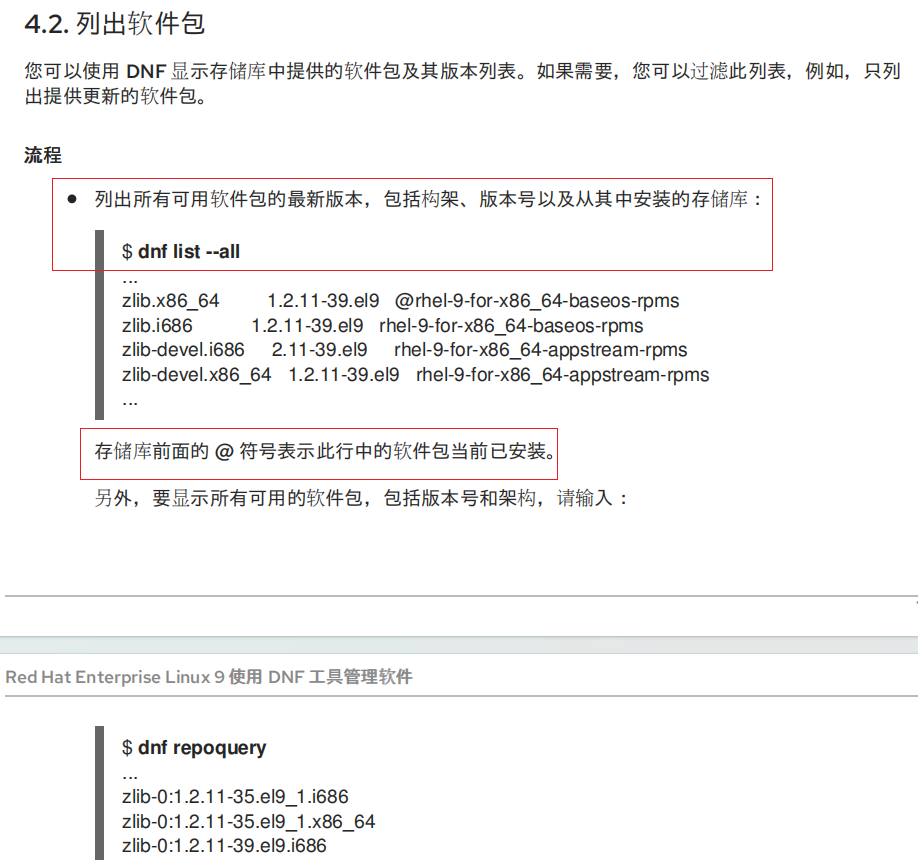 4.2. 列出软件包
您可以使用 DNF 显示存储库中提供的软件包及其版本列表。如果需要，您可以过滤此列表，例如，只列
出提供更新的软件包。
流程
● 列出所有可用软件包的最新版本，包括构架、版本号以及从其中安装的存储库：
$ dnf list --all
...
zlib.x86_64 1.2.11-39.el9 @rhel-9-for-x86_64-baseos-rpms
zlib.i686 1.2.11-39.el9 rhel-9-for-x86_64-baseos-rpms
zlib-devel.i686 2.11-39.el9 rhel-9-for-x86_64-appstream-rpms
zlib-devel.x86_64 1.2.11-39.el9 rhel-9-for-x86_64-appstream-rpms
...
存储库前面的 @ 符号表示此行中的软件包当前已安装。
另外，要显示所有可用的软件包，包括版本号和架构，请输入：
Red Hat Enterprise Linux 9 使用 DNF 工具管理软件
$ dnf repoquery
...
zlib-0:1.2.11-35.el9_1.i686
zlib-0:1.2.11-35.el9_1.x86_64
zlib-0:1.2.11-39.el9.i686